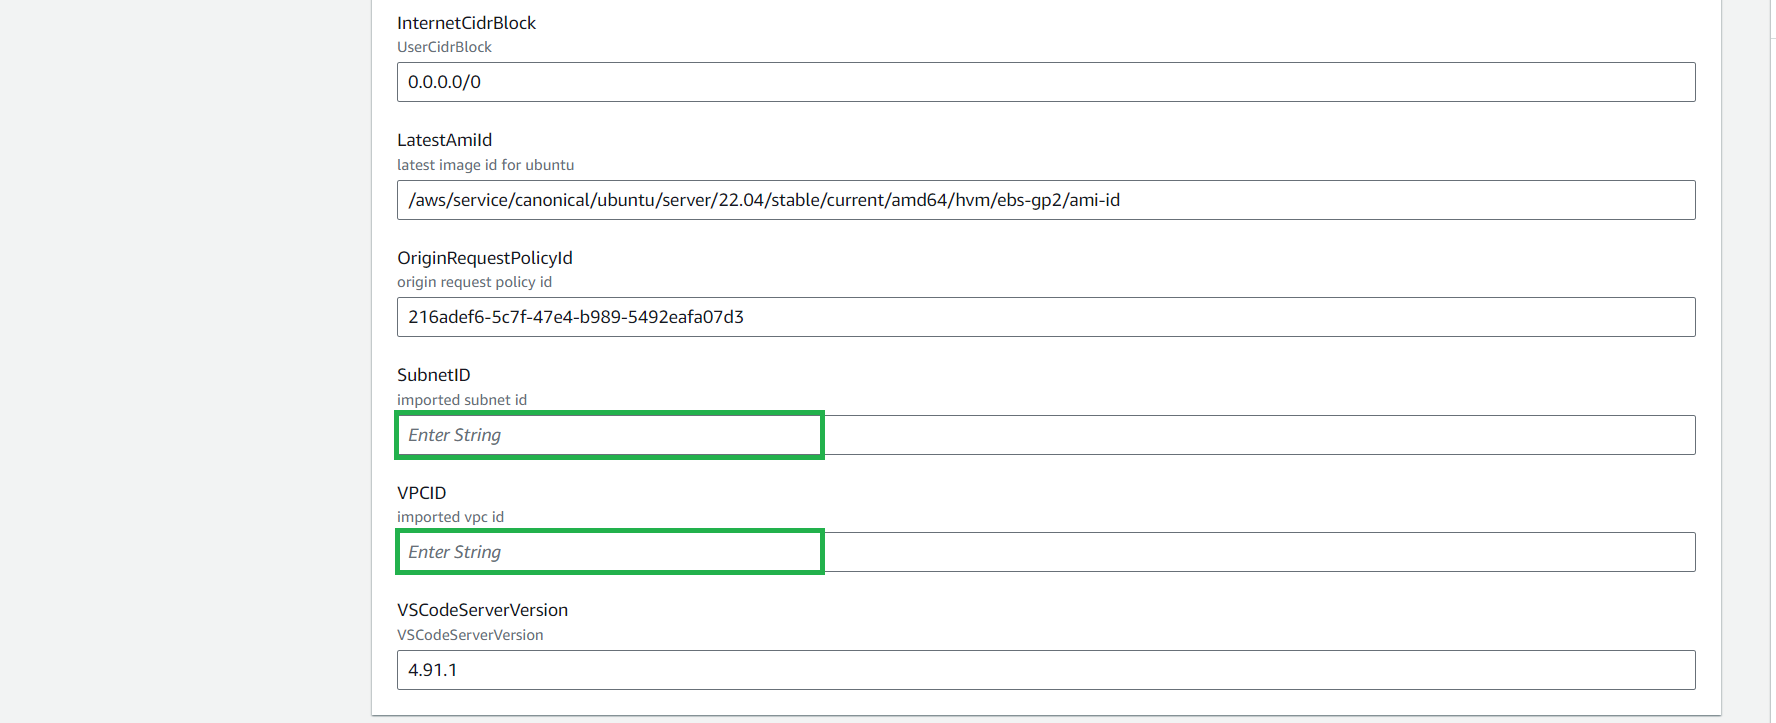 InternetCidrBlock
UserCidrBlock
0.0.0.0/0
LatestAmiId
latest image id for ubuntu
/aws/service/canonical/ubuntu/server/22.04/stable/current/amd64/hvm/ebs-gp2/ami-id
OriginRequestPolicyId
origin request policy id
216adef6-5c7f-47e4-b989-5492eafa07d3
SubnetID
imported subnet id
Enter String
VPCID
imported vpc id
Enter String
VSCodeServerVersion
VSCodeServerVersion
4.91.1